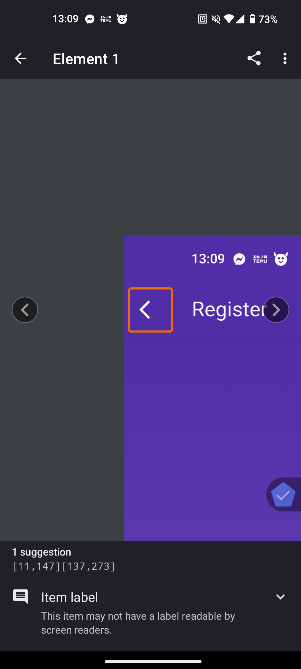 13:09
73%
Element 1
13:09
TEMU
Register
1 suggestion
[11,147][137,273]
Item label
This item may not have a label readable by
screen readers.